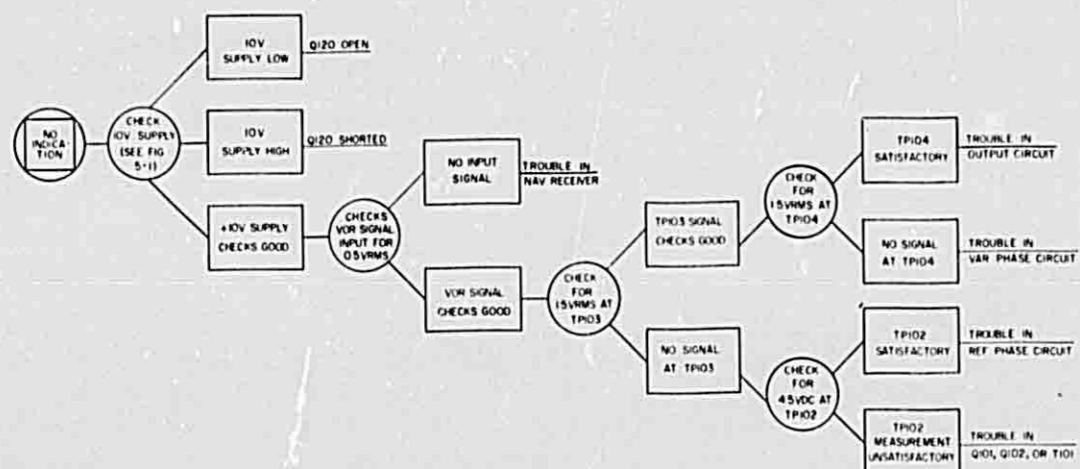 NO
INDICA-
TION
CHECK
10V SUPPLY
(SEE FIG
5-1)
10V
SUPPLY LOW
Q120 OPEN
10V
SUPPLY HIGH
Q120 SHORTED
+10V SUPPLY
CHECKS GOOD
CHECKS
VOR SIGNAL
INPUT FOR
0.5VRMS
NO INPUT
SIGNAL
TROUBLE IN
NAV RECEIVER
VOR SIGNAL
CHECKS GOOD
CHECK
FOR
1.5VRMS AT
TP103
TP103 SIGNAL
CHECKS GOOD
NO SIGNAL
AT TP103
CHECK
FOR
1.5VRMS AT
TP104
TP104
SATISFACTORY
TROUBLE IN
OUTPUT CIRCUIT
NO SIGNAL
AT TP104
TROUBLE IN
VAR PHASE CIRCUIT
CHECK
FOR
4.5VDC AT
TP102
TP102
SATISFACTORY
TROUBLE IN
REF PHASE CIRCUIT
TP102
MEASUREMENT
UNSATISFACTORY
TROUBLE IN
Q101, Q102, OR T101